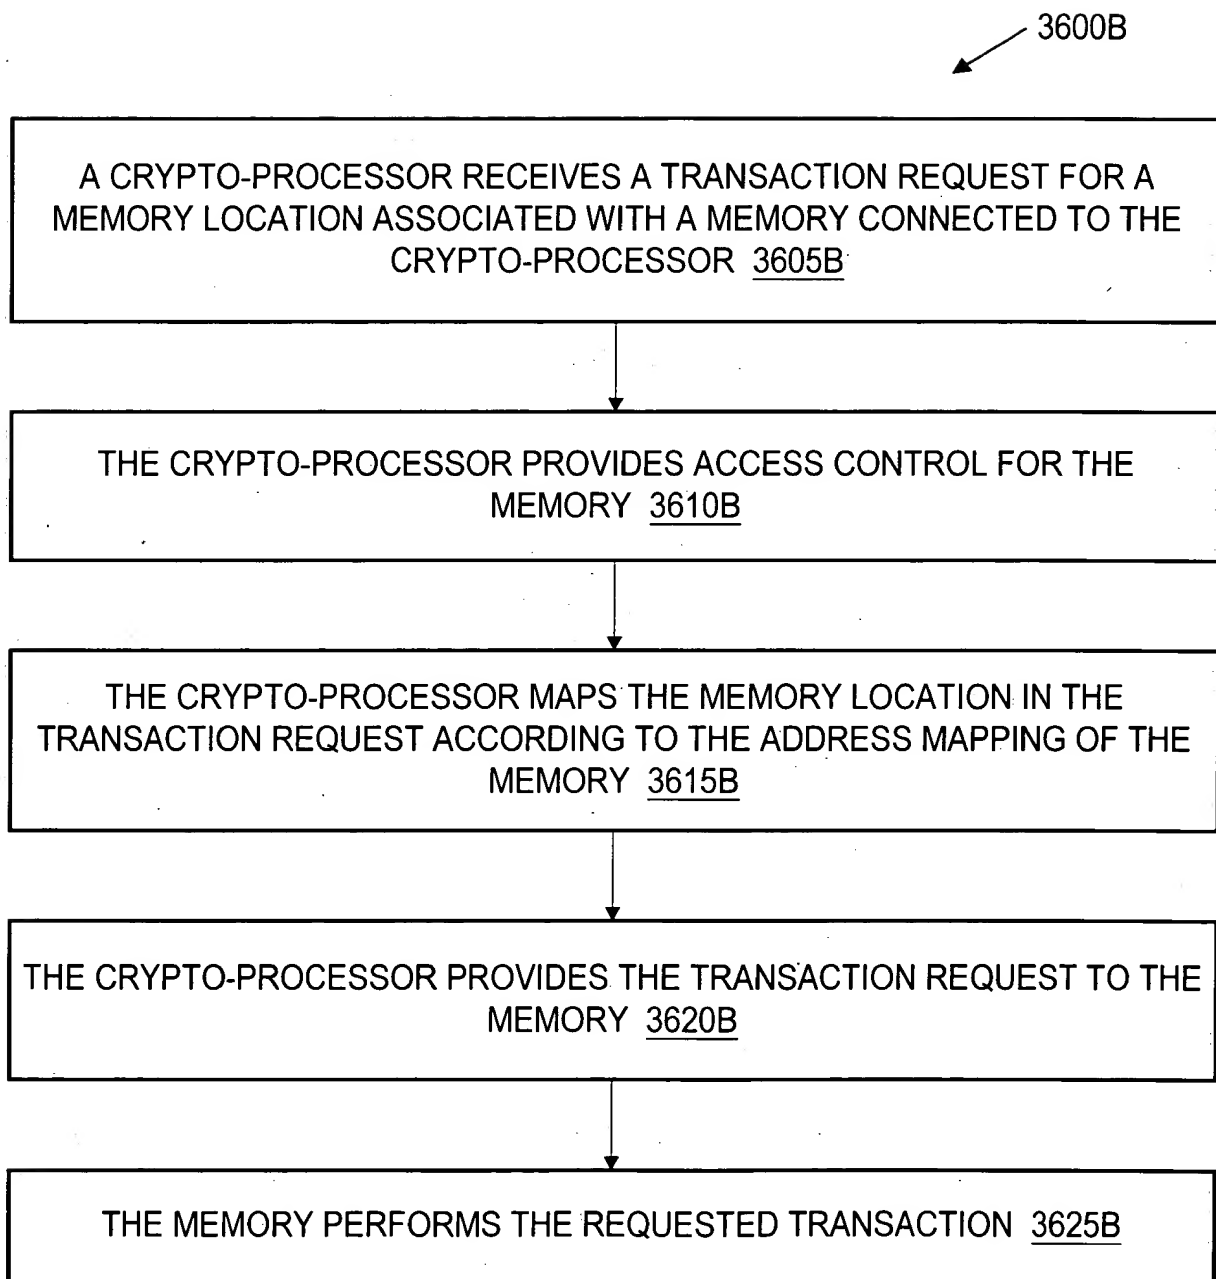 3600B
A CRYPTO-PROCESSOR RECEIVES A TRANSACTION REQUEST FOR A
MEMORY LOCATION ASSOCIATED WITH A MEMORY CONNECTED TO THE
CRYPTO-PROCESSOR 3605B
THE CRYPTO-PROCESSOR PROVIDES ACCESS CONTROL FOR THE
MEMORY 3610B
THE CRYPTO-PROCESSOR MAPS THE MEMORY LOCATION IN THE
TRANSACTION REQUEST ACCORDING TO THE ADDRESS MAPPING OF THE
MEMORY 3615B
THE CRYPTO-PROCESSOR PROVIDES THE TRANSACTION REQUEST TO THE
MEMORY 3620B
THE MEMORY PERFORMS THE REQUESTED TRANSACTION 3625B